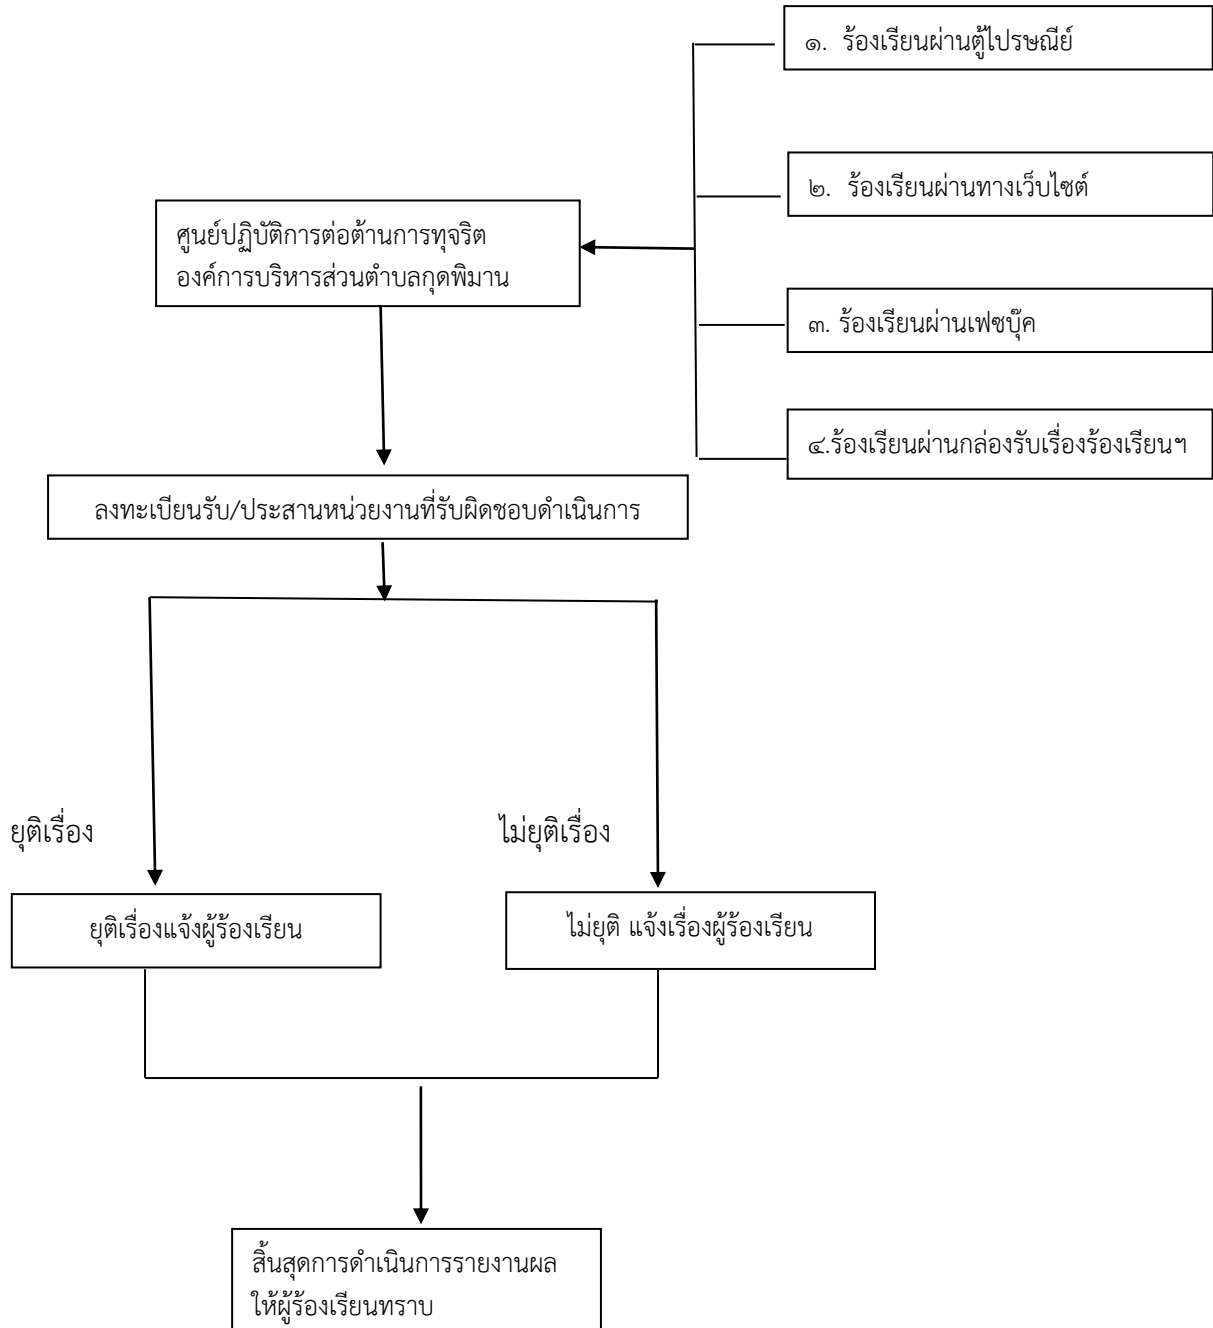 ๑.  ร้องเรียนผ่านตู้ไปรษณีย์
๒.  ร้องเรียนผ่านทางเว็บไซต์
ศูนย์ปฏิบัติการต่อต้านการทุจริต
องค์การบริหารส่วนตำบลกุดพิมาน
๓. ร้องเรียนผ่านเฟซบุ๊ค
๔.ร้องเรียนผ่านกล่องรับเรื่องร้องเรียนฯ
ลงทะเบียนรับ/ประสานหน่วยงานที่รับผิดชอบดำเนินการ
ยุติเรื่อง
ไม่ยุติเรื่อง
ยุติเรื่องแจ้งผู้ร้องเรียน
ไม่ยุติ แจ้งเรื่องผู้ร้องเรียน
สิ้นสุดการดำเนินการรายงานผล
ให้ผู้ร้องเรียนทราบ